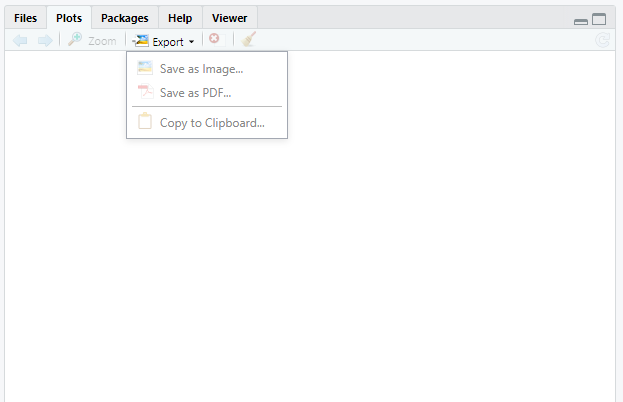 Files Plots Packages Help Viewer
Zoom Export
Save as Image...
Save as PDF...
Copy to Clipboard...